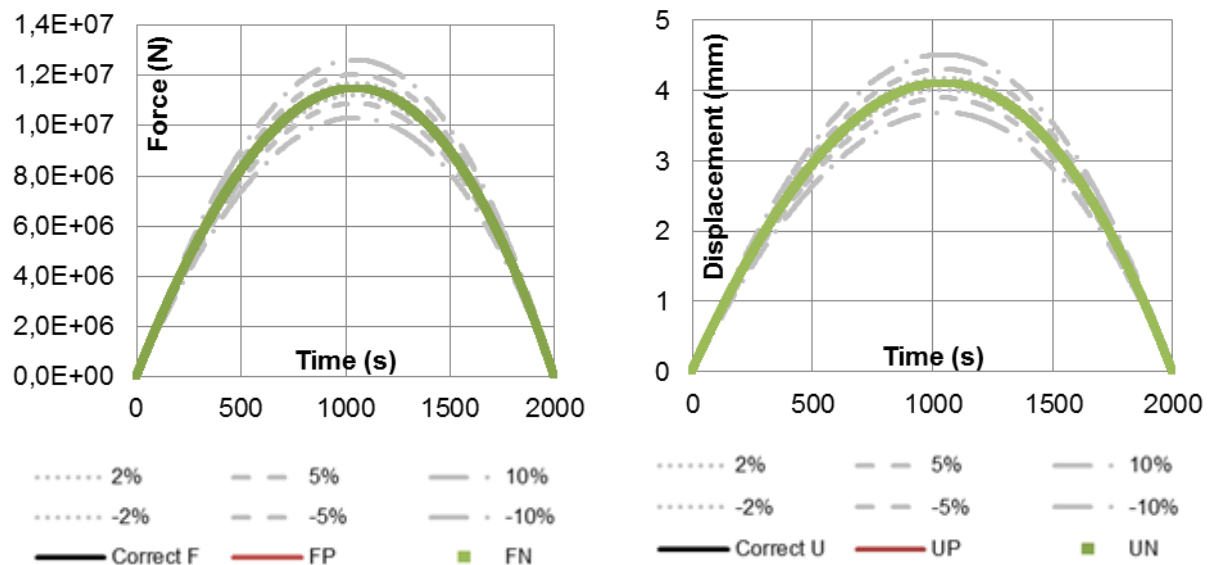 1,4E+07
1,2E+07
1,0E+07
8,0E+06
6,0E+06
4,0E+06
2,0E+06
0,0E+00
Force (N)
Time (s)
0 500 1000 1500 2000
2% 5% 10%
-2% -5% -10%
Correct F FP FN
5
4
3
2
1
0
Displacement (mm)
Time (s)
0 500 1000 1500 2000
2% 5% 10%
-2% -5% -10%
Correct U UP UN